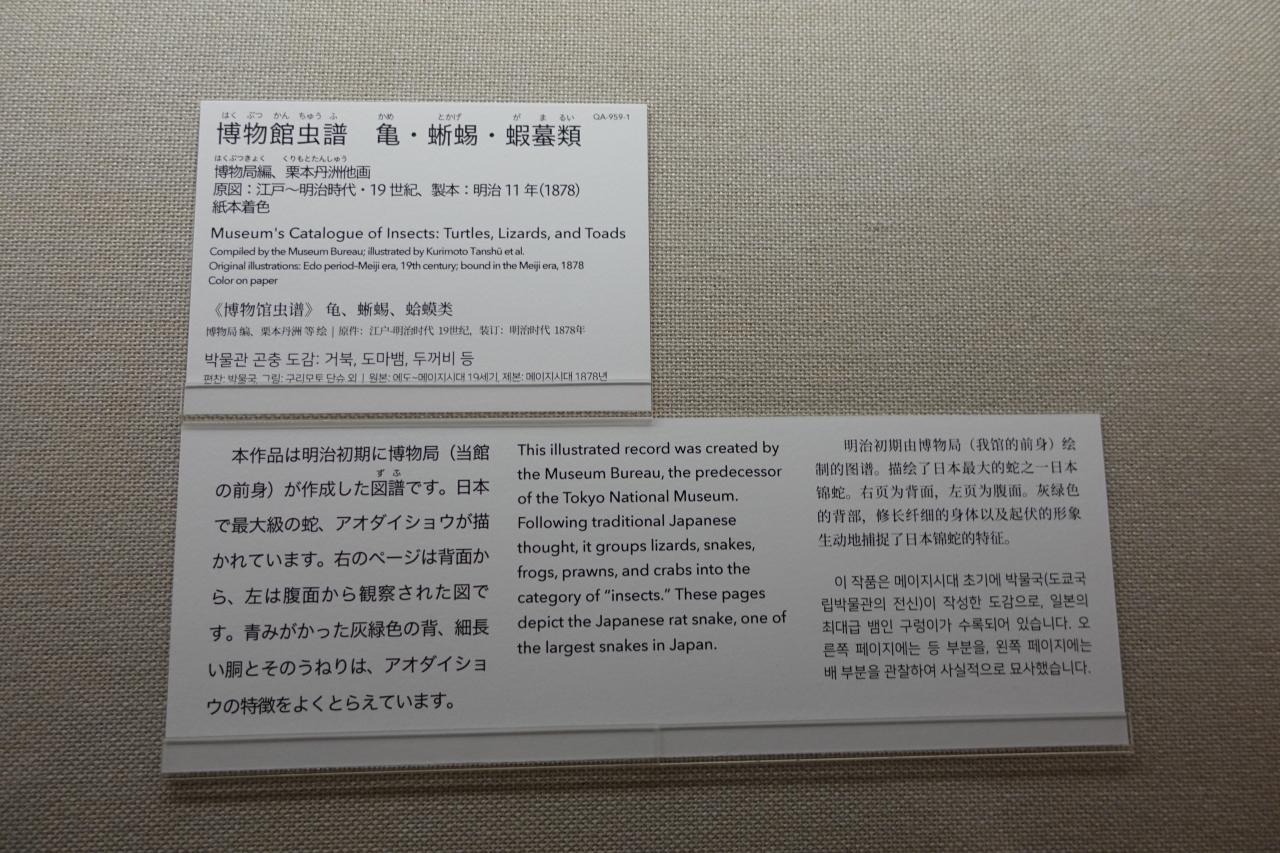 はく ぶつ かん ちゅう ふ かめ とかげ が ま るい
博物館虫譜 亀・蜥蜴・蝦蟇類 QA-959-1
はくぶつきょく くりもとたんしゅう
博物局編、栗本丹洲他画
原図：江戸〜明治時代・19世紀、製本：明治11年(1878)
紙本着色
Museum's Catalogue of Insects: Turtles, Lizards, and Toads
Compiled by the Museum Bureau; illustrated by Kurimoto Tanshū et al.
Original illustrations: Edo period–Meiji era, 19th century; bound in the Meiji era, 1878
Color on paper
《博物馆虫谱》 龟、蜥蜴、蛤蟆类
博物局 编、栗本丹洲 等 绘 | 原件：江户-明治时代 19世纪，装订：明治时代 1878年
박물관 곤충 도감: 거북, 도마뱀, 두꺼비 등
편찬: 박물국, 그림: 구리모토 단슈 외 | 원본: 에도~메이지시대 19세기, 제본: 메이지시대 1878년
本作品は明治初期に博物局（当館
ずふ
の前身）が作成した図譜です。日本
で最大級の蛇、アオダイショウが描
かれています。右のページは背面か
ら、左は腹面から観察された図で
す。青みがかった灰緑色の背、細長
い胴とそのうねりは、アオダイショ
ウの特徴をよくとらえています。
This illustrated record was created by
the Museum Bureau, the predecessor
of the Tokyo National Museum.
Following traditional Japanese
thought, it groups lizards, snakes,
frogs, prawns, and crabs into the
category of “insects.” These pages
depict the Japanese rat snake, one of
the largest snakes in Japan.
明治初期由博物局（我馆的前身）绘
制的图谱。描绘了日本最大的蛇之一日本
锦蛇。右页为背面，左页为腹面。灰绿色
的背部，修长纤细的身体以及起伏的形象
生动地捕捉了日本锦蛇的特征。
이 작품은 메이지시대 초기에 박물국(도쿄국
립박물관의 전신)이 작성한 도감으로, 일본의
최대급 뱀인 구렁이가 수록되어 있습니다. 오
른쪽 페이지에는 등 부분을, 왼쪽 페이지에는
배 부분을 관찰하여 사실적으로 묘사했습니다.